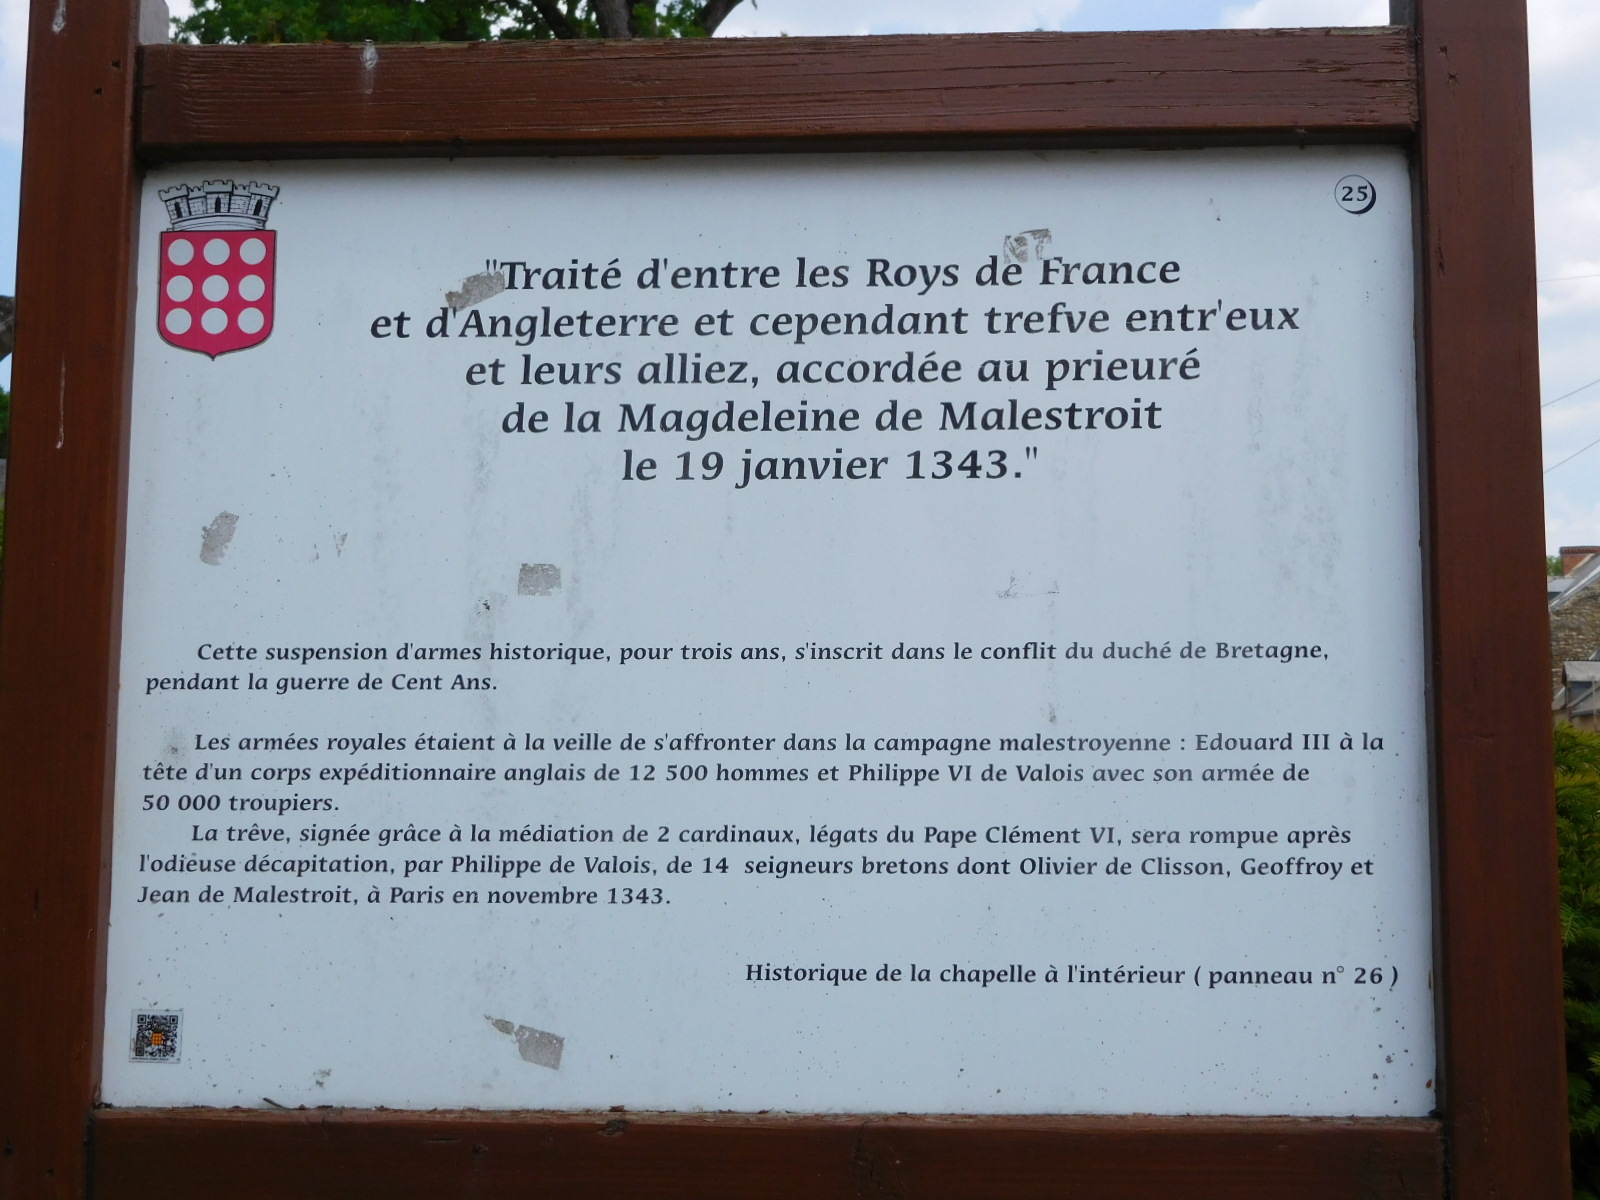 25
"Traité d'entre les Roys de France
et d'Angleterre et cependant trefve entr'eux
et leurs alliez, accordée au prieuré
de la Magdeleine de Malestroit
le 19 janvier 1343."
Cette suspension d'armes historique, pour trois ans, s'inscrit dans le conflit du duché de Bretagne,
pendant la guerre de Cent Ans.
Les armées royales étaient à la veille de s'affronter dans la campagne malestroyenne : Edouard III à la
tête d'un corps expéditionnaire anglais de 12 500 hommes et Philippe VI de Valois avec son armée de
50 000 troupiers.
La trêve, signée grâce à la médiation de 2 cardinaux, légats du Pape Clément VI, sera rompue après
l'odieuse décapitation, par Philippe de Valois, de 14 seigneurs bretons dont Olivier de Clisson, Geoffroy et
Jean de Malestroit, à Paris en novembre 1343.
Historique de la chapelle à l'intérieur ( panneau n° 26 )